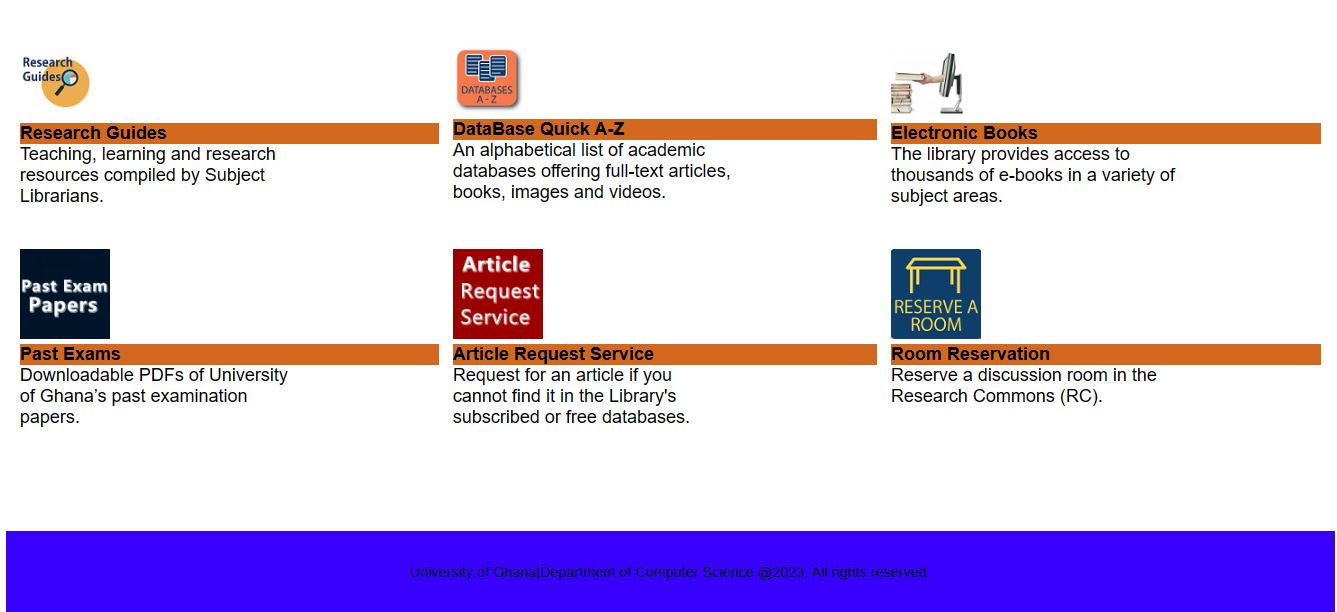 Research
Guides
Research Guides
Teaching, learning and research
resources compiled by Subject
Librarians.
DATABASES
A - Z
DataBase Quick A-Z
An alphabetical list of academic
databases offering full-text articles,
books, images and videos.
Electronic Books
The library provides access to
thousands of e-books in a variety of
subject areas.
Past Exam
Papers
Past Exams
Downloadable PDFs of University
of Ghana’s past examination
papers.
Article
Request
Service
Article Request Service
Request for an article if you
cannot find it in the Library's
subscribed or free databases.
RESERVE A
ROOM
Room Reservation
Reserve a discussion room in the
Research Commons (RC).
University of Ghana|Department of Computer Science @2023. All rights reserved.